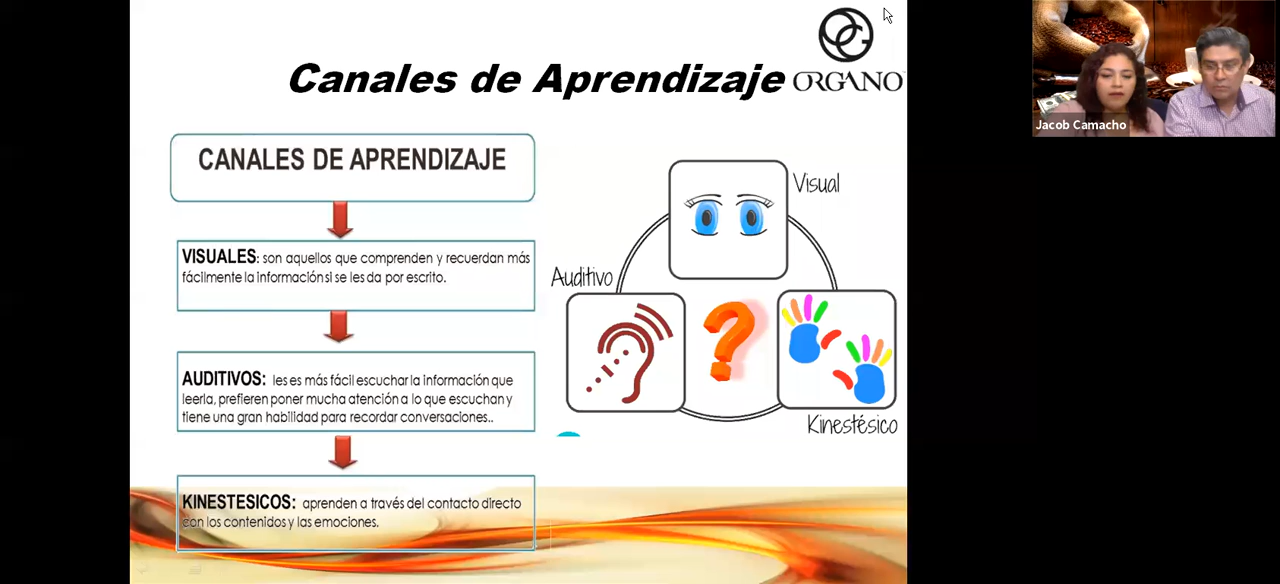 Canales de Aprendizaje
ORGANO
Jacob Camacho
CANALES DE APRENDIZAJE
VISUALES: son aquellos que comprenden y recuerdan más
fácilmente la información si se les da por escrito.
AUDITIVOS: les es más fácil escuchar la información que
leerla, prefieren poner mucha atención a lo que escuchan y
tiene una gran habilidad para recordar conversaciones..
KINESTESICOS: aprenden a través del contacto directo
con los contenidos y las emociones.
Visual
Auditivo
?
Kinestésico